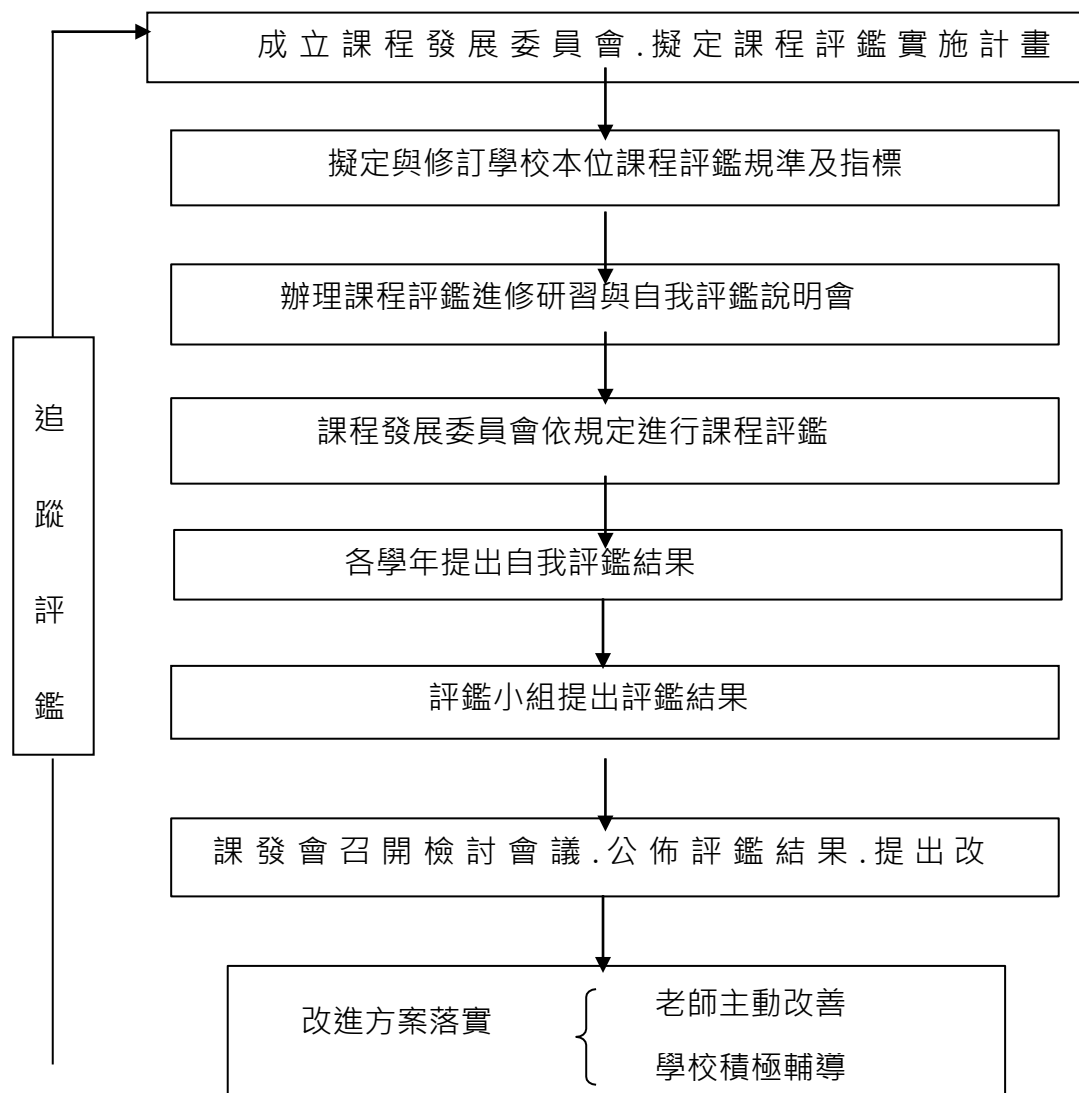 成立課程發展委員會.擬定課程評鑑實施計畫
擬定與修訂學校本位課程評鑑規準及指標
辦理課程評鑑進修研習與自我評鑑說明會
課程發展委員會依規定進行課程評鑑
各學年提出自我評鑑結果
評鑑小組提出評鑑結果
課發會召開檢討會議.公佈評鑑結果.提出改
改進方案落實
老師主動改善
學校積極輔導
追蹤評鑑